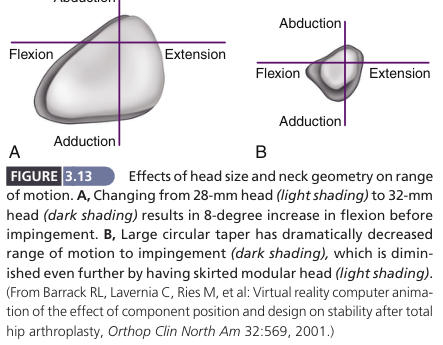 Abduction
Flexion
Extension
Adduction
A
Abduction
Flexion
Extension
Adduction
B
FIGURE 3.13 Effects of head size and neck geometry on range
of motion. A, Changing from 28-mm head (light shading) to 32-mm
head (dark shading) results in 8-degree increase in flexion before
impingement. B, Large circular taper has dramatically decreased
range of motion to impingement (dark shading), which is dimin-
ished even further by having skirted modular head (light shading).
(From Barrack RL, Lavernia C, Ries M, et al: Virtual reality computer anima-
tion of the effect of component position and design on stability after total
hip arthroplasty, Orthop Clin North Am 32:569, 2001.)